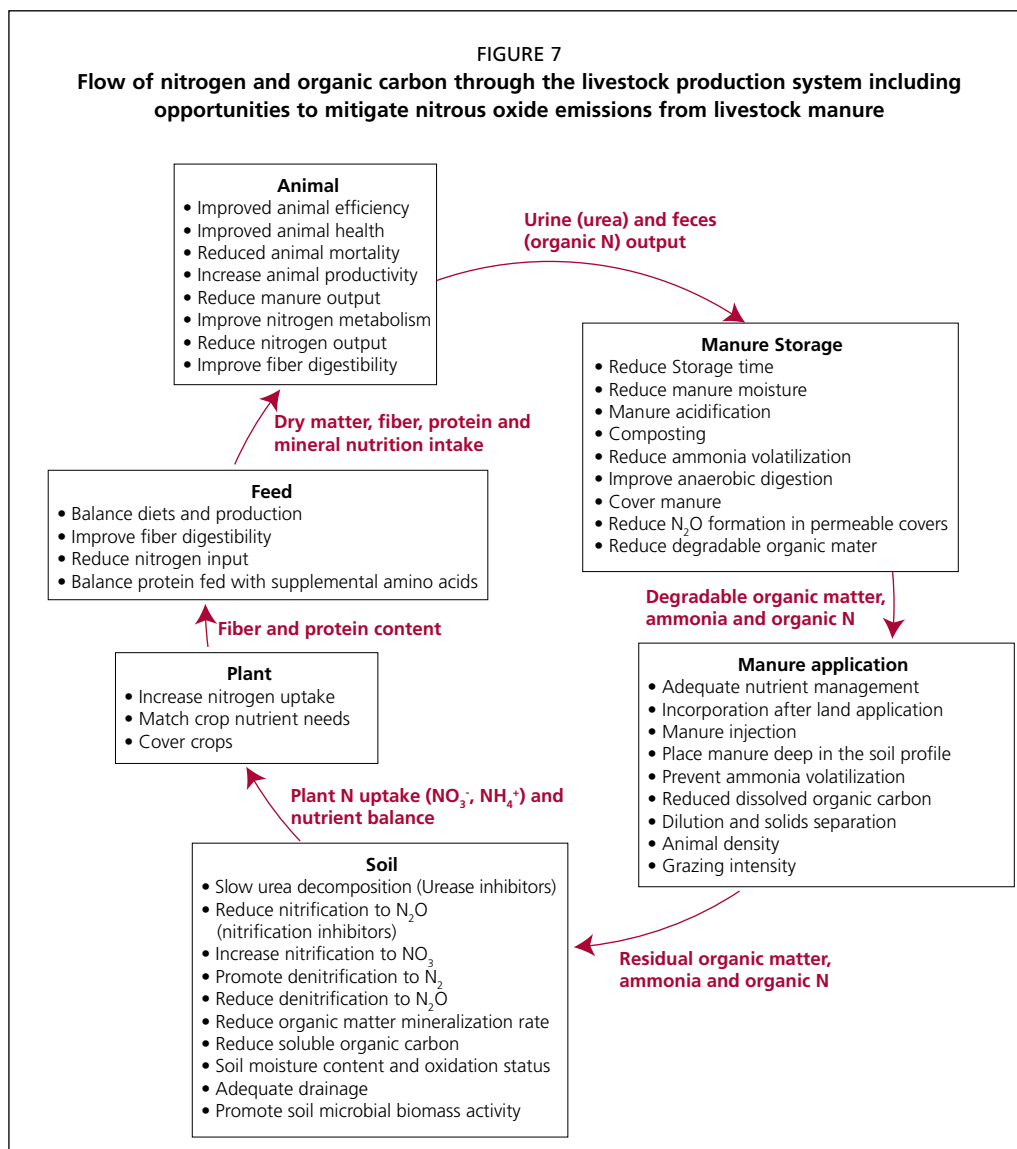 FIGURE 7
Flow of nitrogen and organic carbon through the livestock production system including
opportunities to mitigate nitrous oxide emissions from livestock manure
Animal
• Improved animal efficiency
• Improved animal health
• Reduced animal mortality
• Increase animal productivity
• Reduce manure output
• Improve nitrogen metabolism
• Reduce nitrogen output
• Improve fiber digestibility
Urine (urea) and feces
(organic N) output
Manure Storage
• Reduce Storage time
• Reduce manure moisture
• Manure acidification
• Composting
• Reduce ammonia volatilization
• Improve anaerobic digestion
• Cover manure
• Reduce N₂O formation in permeable covers
• Reduce degradable organic mater
Degradable organic matter,
ammonia and organic N
Manure application
• Adequate nutrient management
• Incorporation after land application
• Manure injection
• Place manure deep in the soil profile
• Prevent ammonia volatilization
• Reduced dissolved organic carbon
• Dilution and solids separation
• Animal density
• Grazing intensity
Residual organic matter,
ammonia and organic N
Soil
• Slow urea decomposition (Urease inhibitors)
• Reduce nitrification to N₂O
(nitrification inhibitors)
• Increase nitrification to NO₃
• Promote denitrification to N₂
• Reduce denitrification to N₂O
• Reduce organic matter mineralization rate
• Reduce soluble organic carbon
• Soil moisture content and oxidation status
• Adequate drainage
• Promote soil microbial biomass activity
Plant N uptake (NO₃⁻, NH₄⁺) and
nutrient balance
Plant
• Increase nitrogen uptake
• Match crop nutrient needs
• Cover crops
Fiber and protein content
Feed
• Balance diets and production
• Improve fiber digestibility
• Reduce nitrogen input
• Balance protein fed with supplemental amino acids
Dry matter, fiber, protein and
mineral nutrition intake